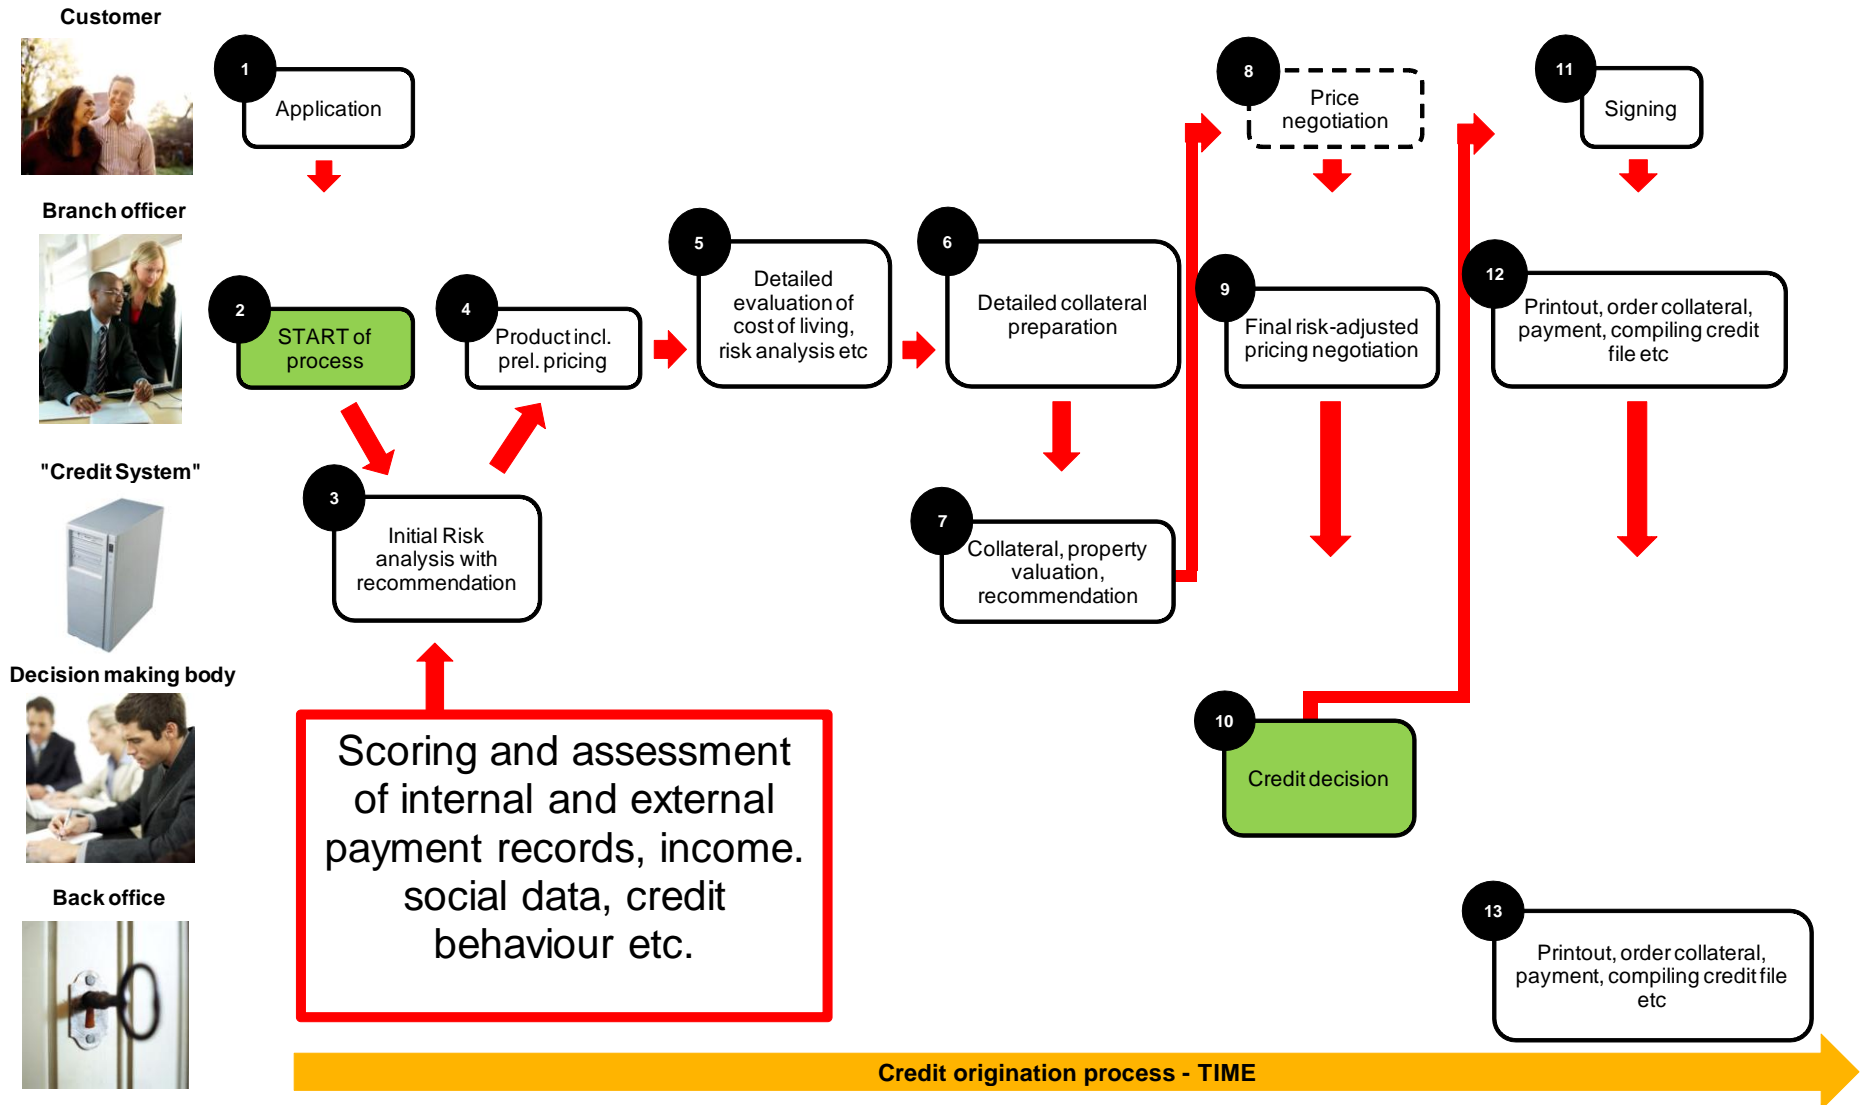 Customer
1
Application
8
Price
negotiation
11
Signing
Branch officer
2
START of
process
4
Product incl.
prel. pricing
5
Detailed
evaluation of
cost of living,
risk analysis etc
6
Detailed collateral
preparation
9
Final risk-adjusted
pricing negotiation
12
Printout, order collateral,
payment, compiling credit
file etc
"Credit System"
3
Initial Risk
analysis with
recommendation
7
Collateral, property
valuation,
recommendation
Decision making body
Scoring and assessment
of internal and external
payment records, income.
social data, credit
behaviour etc.
10
Credit decision
Back office
13
Printout, order collateral,
payment, compiling credit file
etc
Credit origination process - TIME